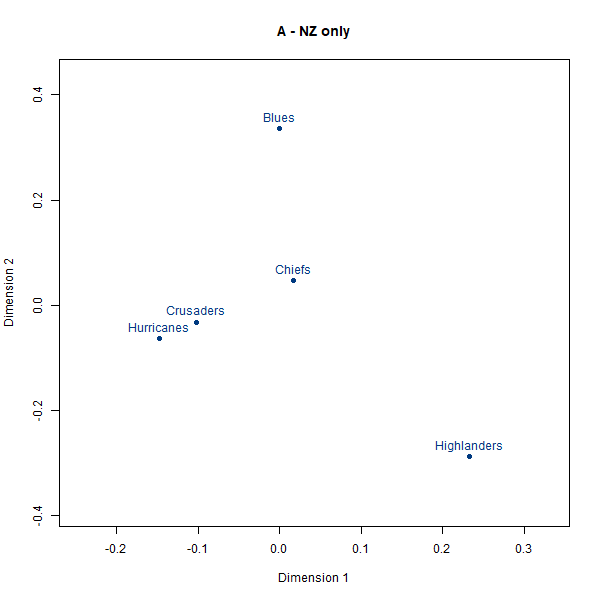 A - NZ only
0.4
0.2
0.0
-0.2
-0.4
Dimension 2
Blues
Chiefs
Crusaders
Hurricanes
Highlanders
-0.2 -0.1 0.0 0.1 0.2 0.3
Dimension 1